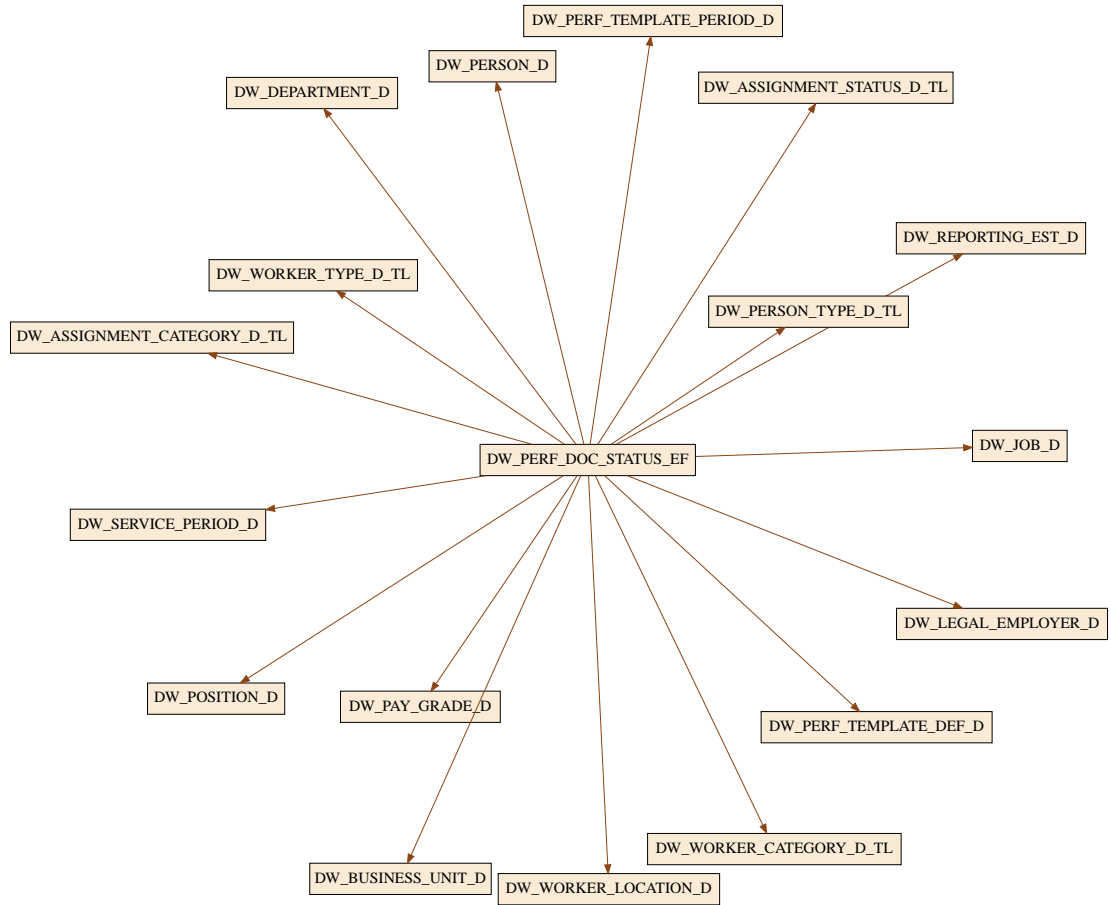 DW_PERF_TEMPLATE_PERIOD_D
DW_PERSON_D
DW_ASSIGNMENT_STATUS_D_TL
DW_DEPARTMENT_D
DW_REPORTING_EST_D
DW_WORKER_TYPE_D_TL
DW_PERSON_TYPE_D_TL
DW_ASSIGNMENT_CATEGORY_D_TL
DW_JOB_D
DW_PERF_DOC_STATUS_EF
DW_SERVICE_PERIOD_D
DW_LEGAL_EMPLOYER_D
DW_POSITION_D
DW_PAY_GRADE_D
DW_PERF_TEMPLATE_DEF_D
DW_WORKER_CATEGORY_D_TL
DW_BUSINESS_UNIT_D
DW_WORKER_LOCATION_D